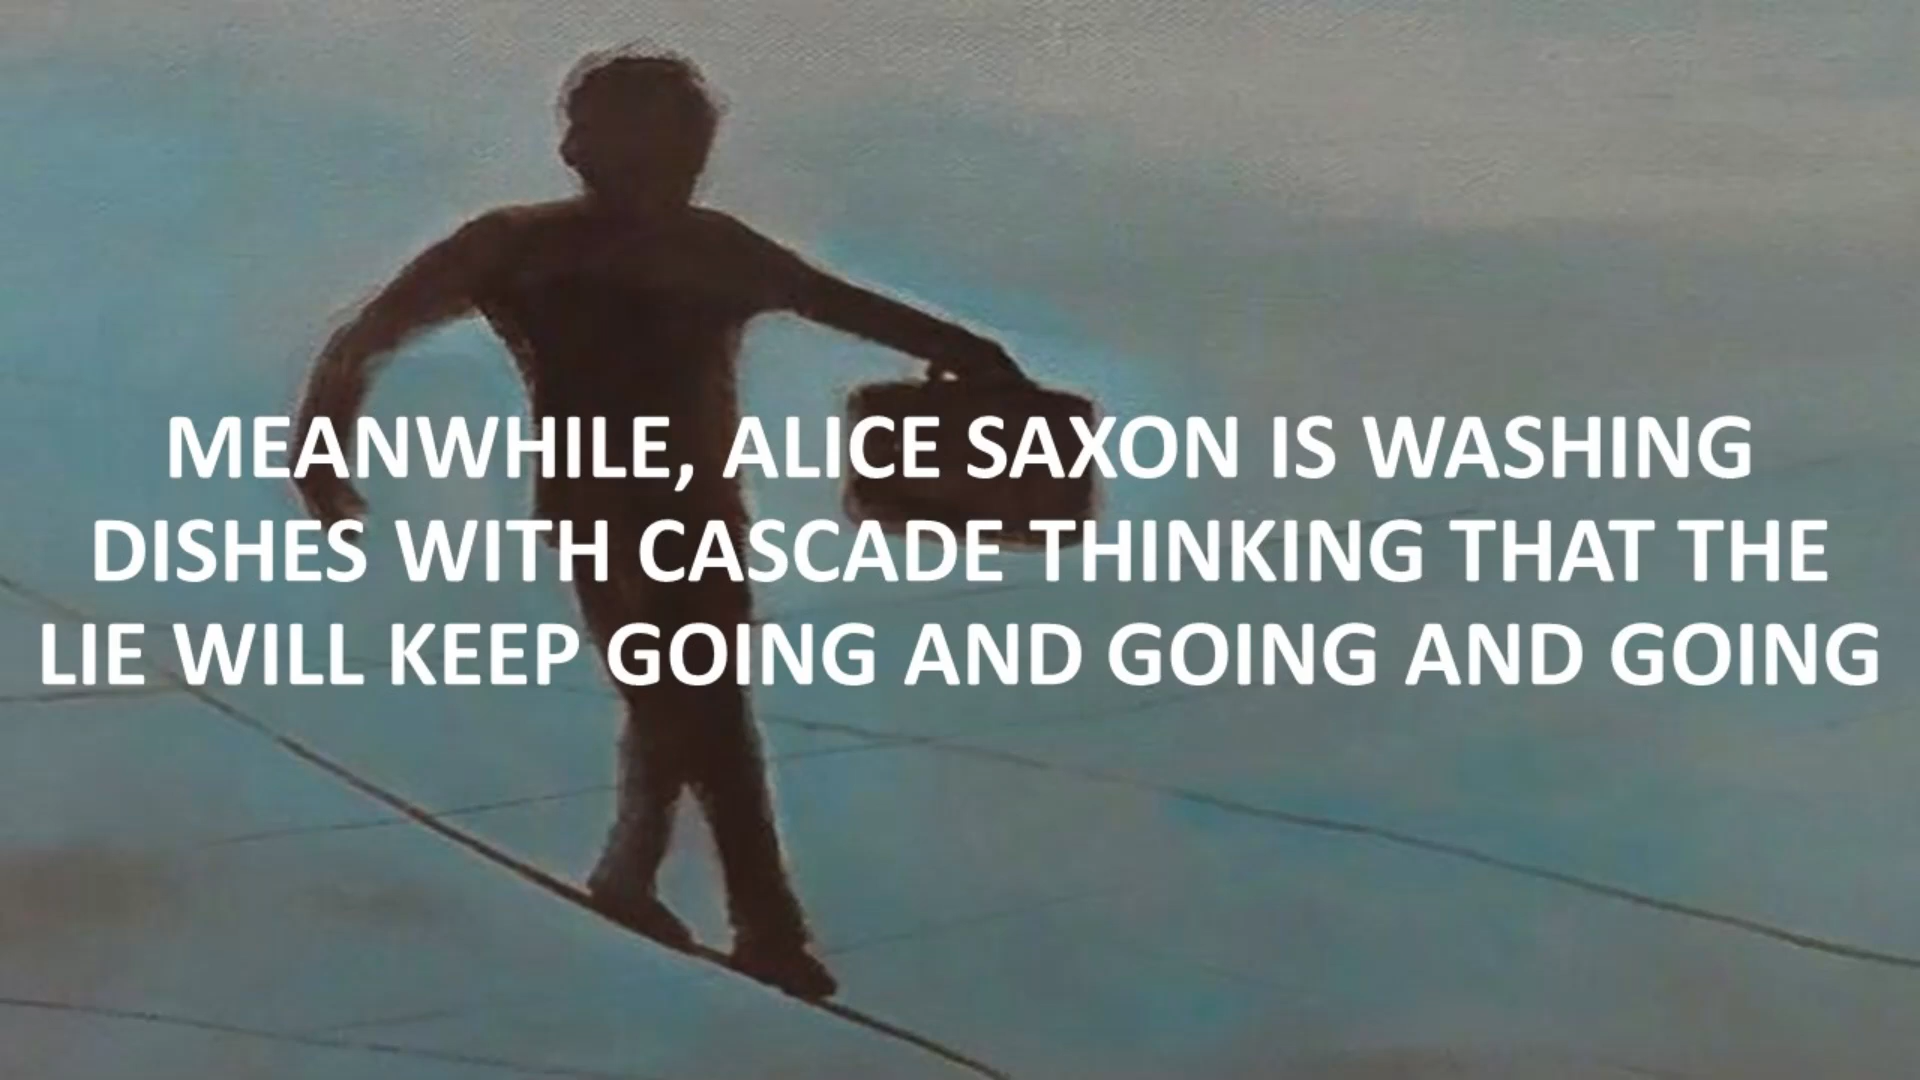 MEANWHILE, ALICE SAXON IS WASHING
DISHES WITH CASCADE THINKING THAT THE
LIE WILL KEEP GOING AND GOING AND GOING